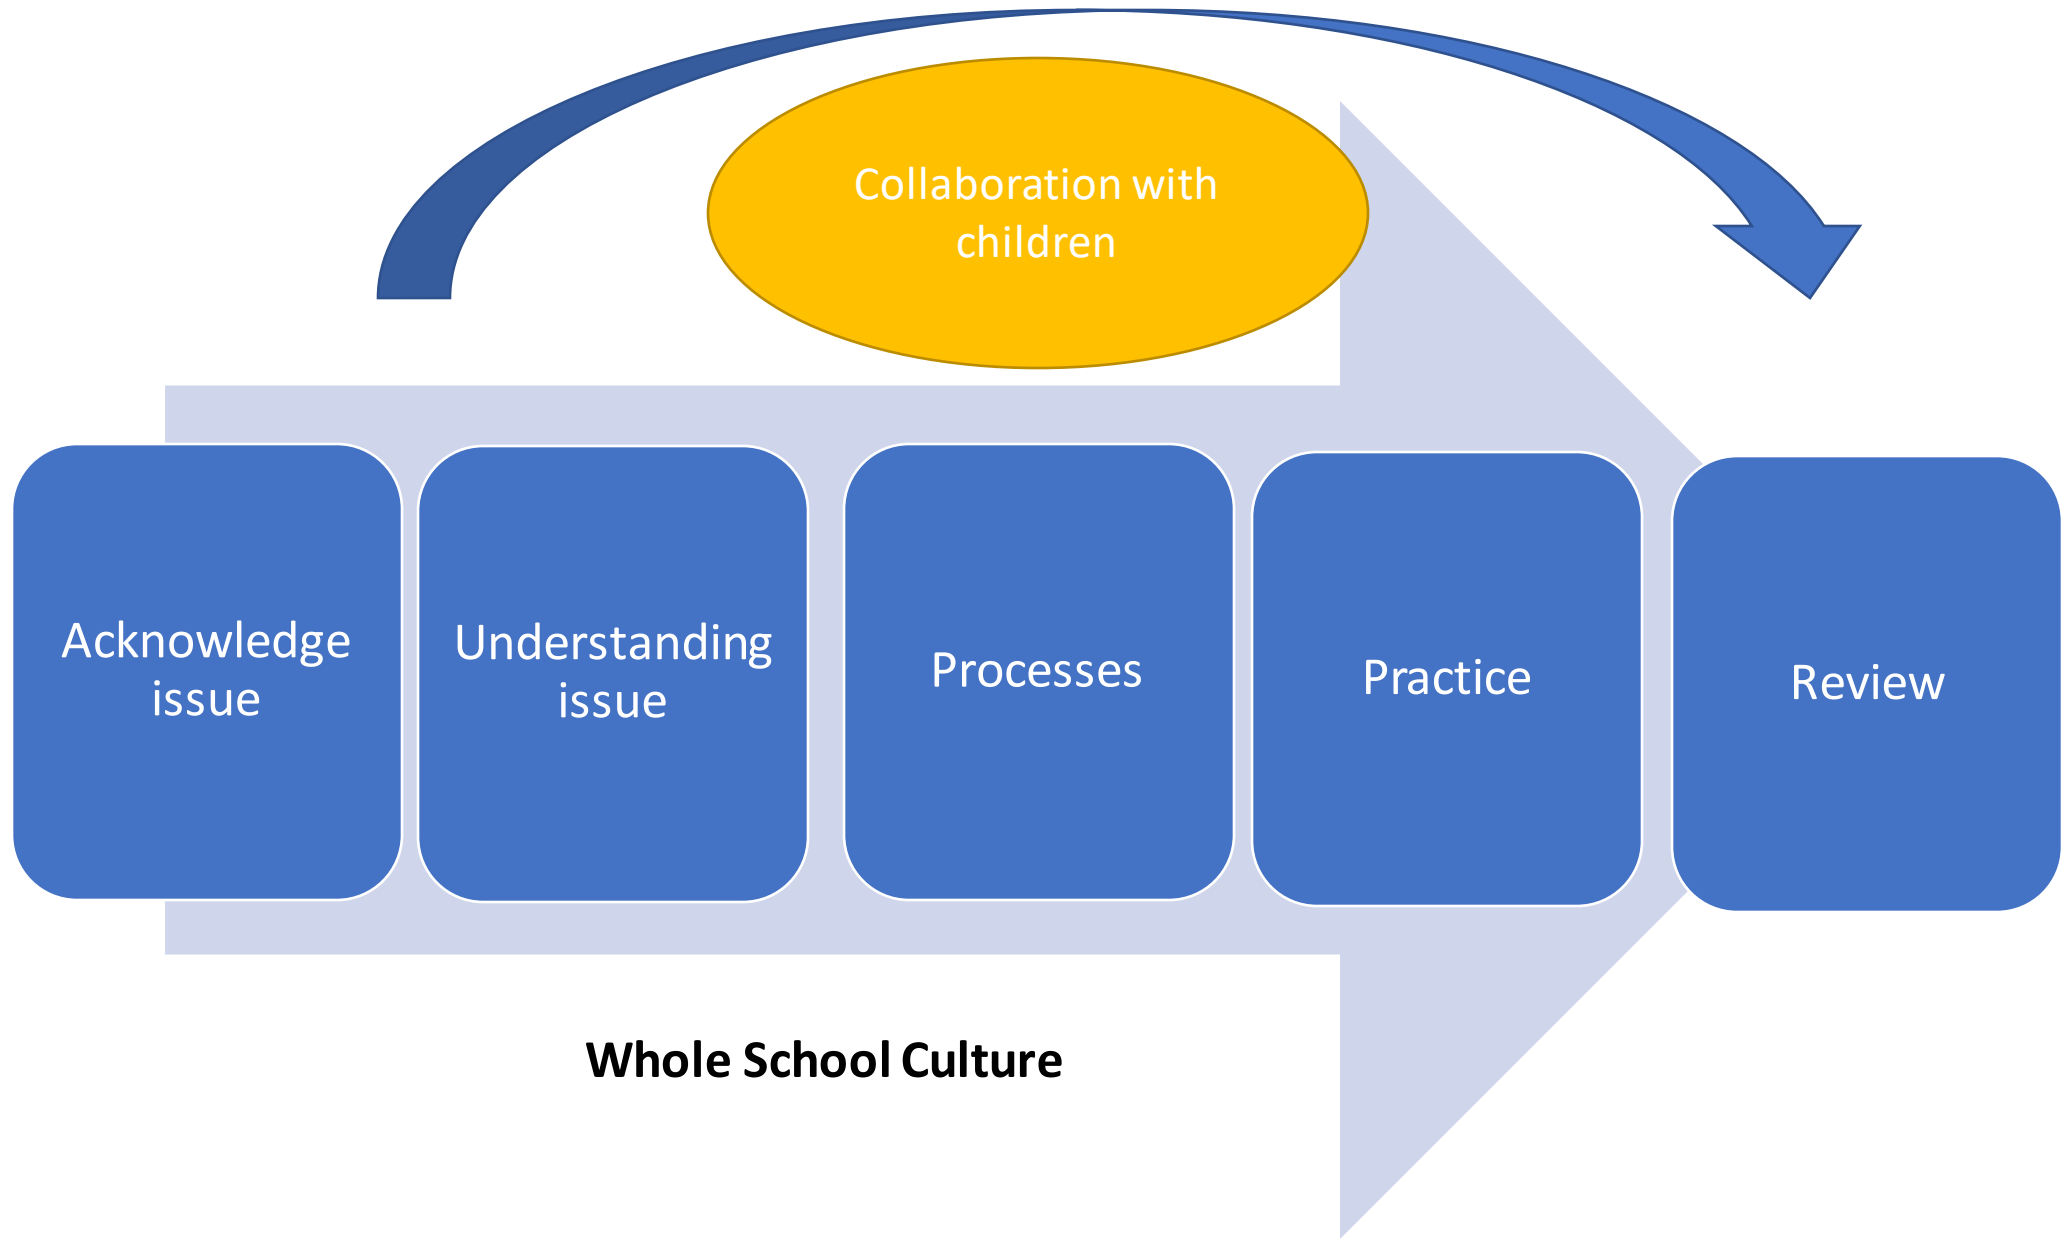 Collaboration with
children
Acknowledge
issue
Understanding
issue
Processes
Practice
Review
Whole School Culture